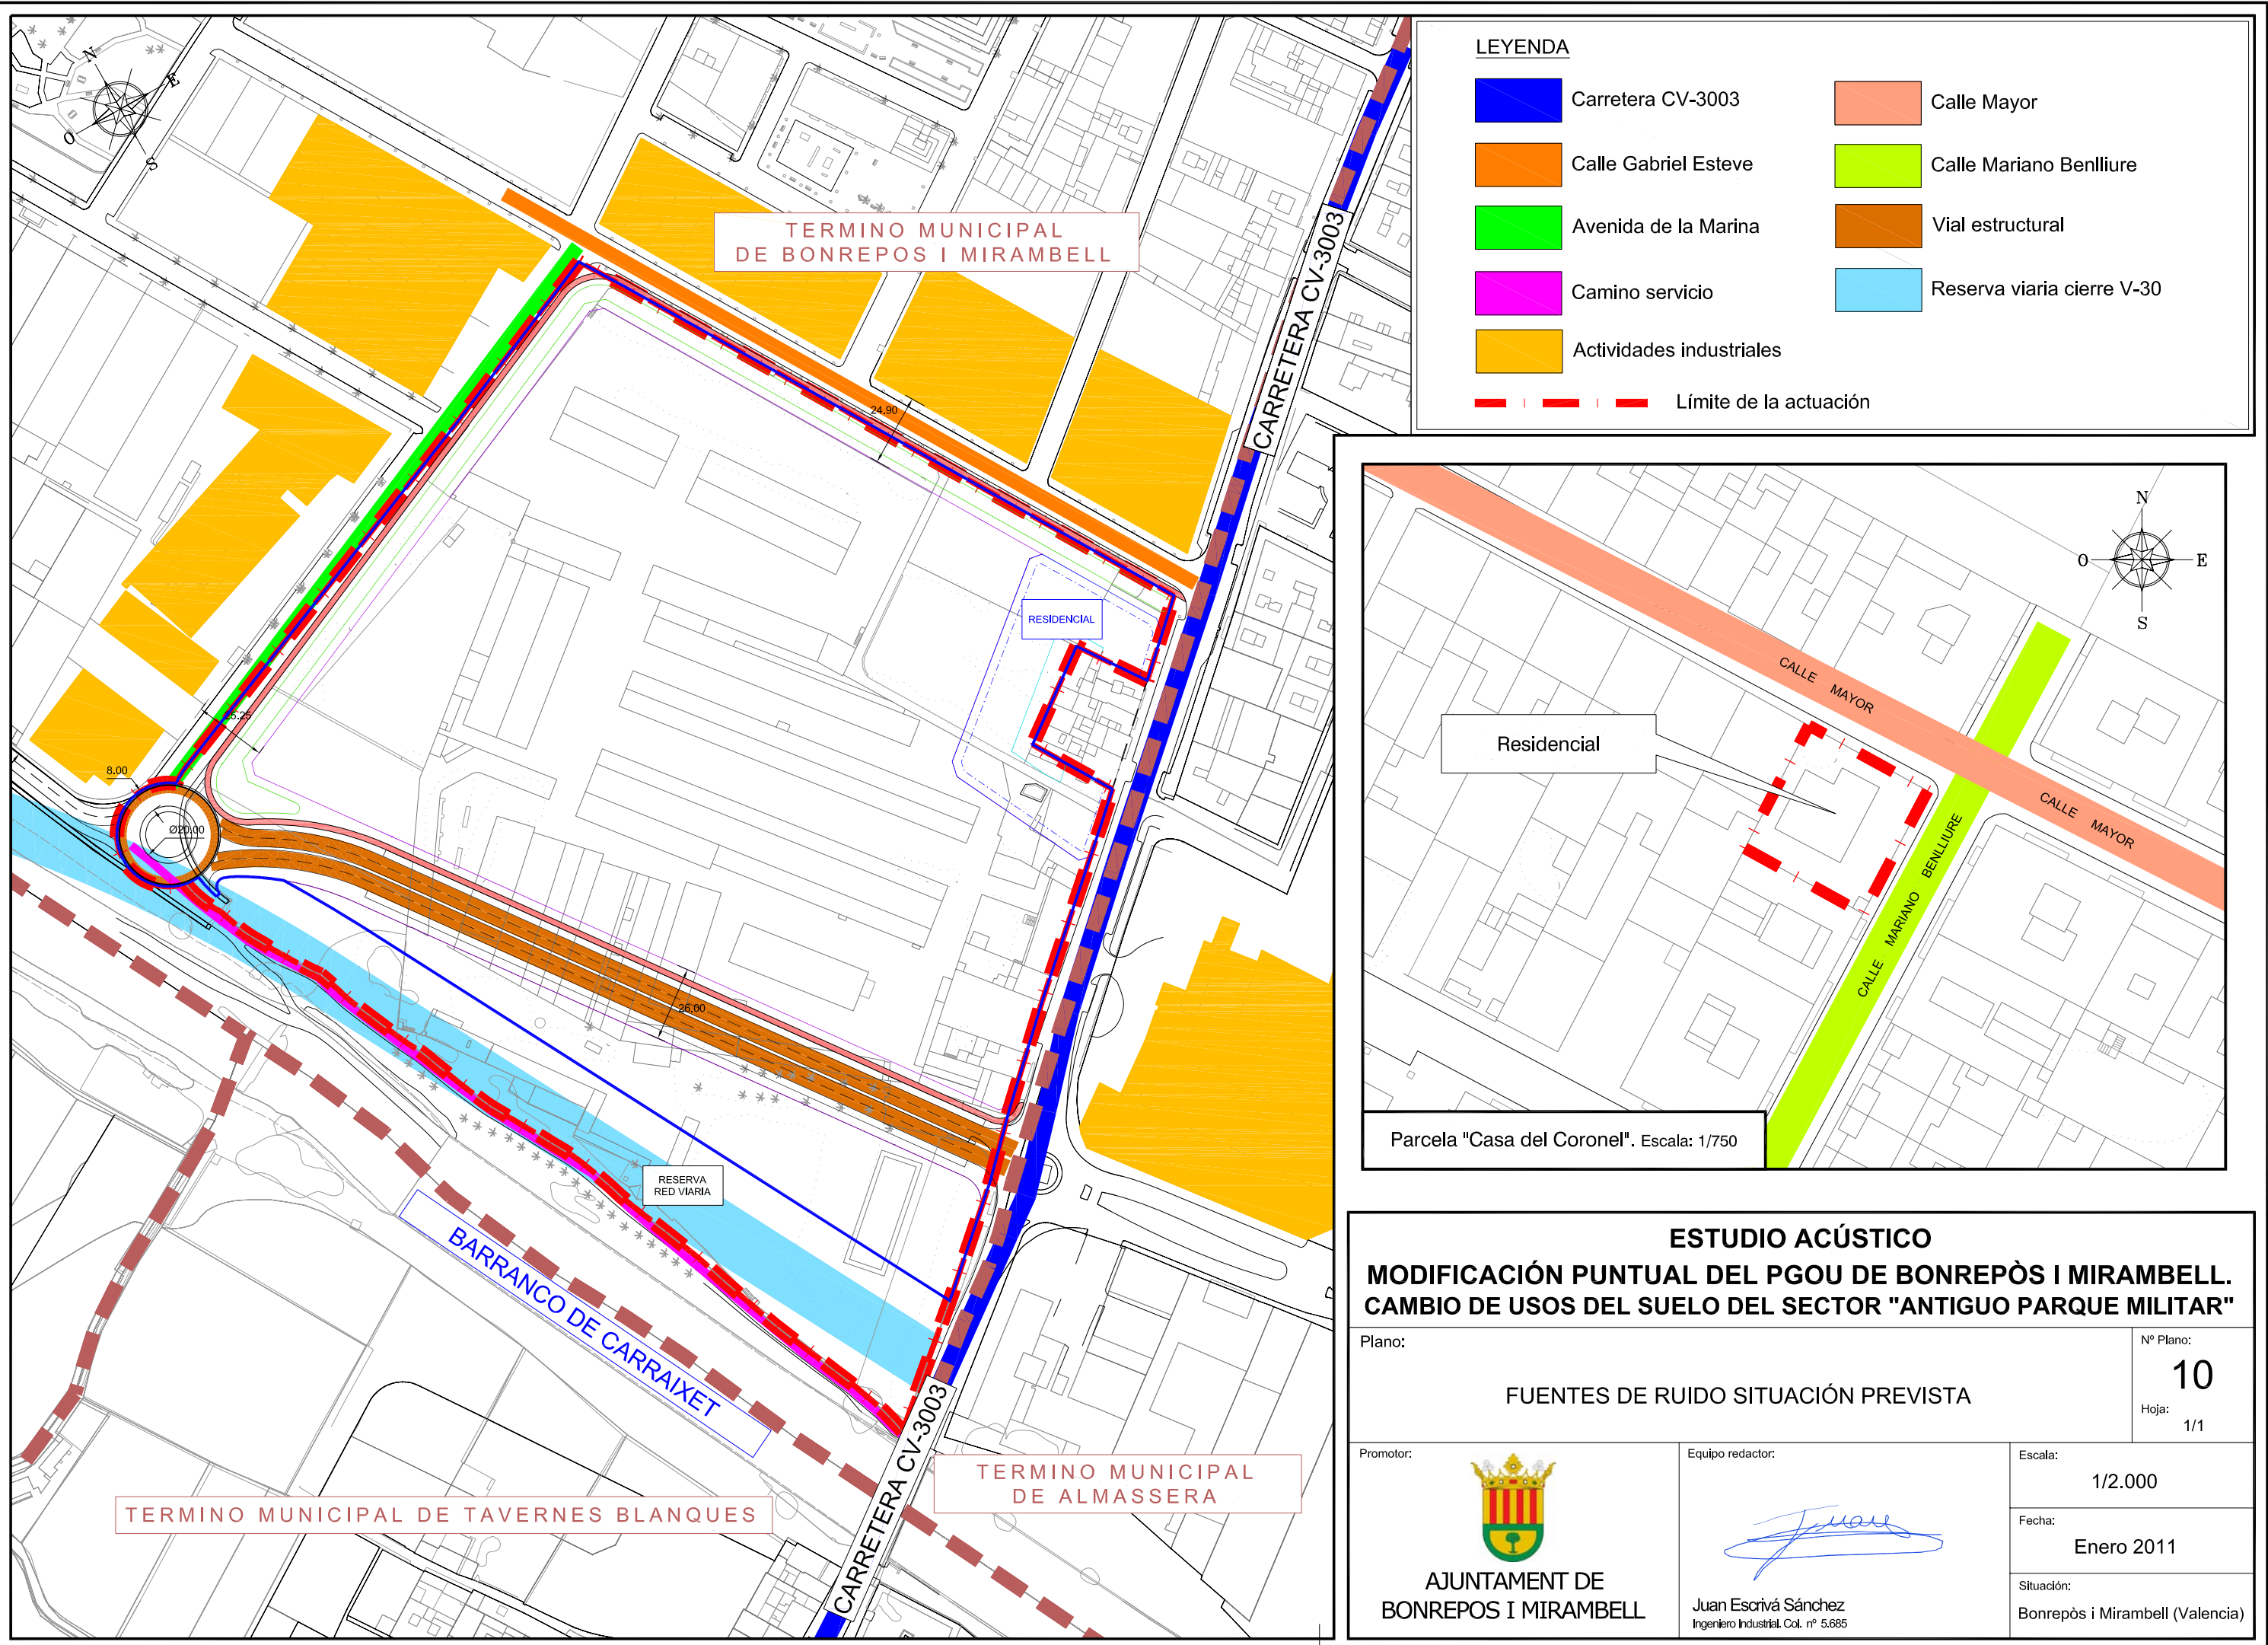 N
E
O
S
TERMINO MUNICIPAL
DE BONREPOS I MIRAMBELL
CARRETERA CV-3003
24.90
RESIDENCIAL
25.25
8.00
Ø20.00
26.00
RESERVA
RED VIARIA
BARRANCO DE CARRAIXET
TERMINO MUNICIPAL DE TAVERNES BLANQUES
TERMINO MUNICIPAL
DE ALMASSERA
CARRETERA CV-3003
LEYENDA
Carretera CV-3003
Calle Gabriel Esteve
Avenida de la Marina
Camino servicio
Actividades industriales
Límite de la actuación
Calle Mayor
Calle Mariano Benlliure
Vial estructural
Reserva viaria cierre V-30
N
O
E
S
CALLE MAYOR
Residencial
CALLE MAYOR
CALLE MARIANO BENLLIURE
Parcela "Casa del Coronel". Escala: 1/750
ESTUDIO ACÚSTICO
MODIFICACIÓN PUNTUAL DEL PGOU DE BONREPÒS I MIRAMBELL.
CAMBIO DE USOS DEL SUELO DEL SECTOR "ANTIGUO PARQUE MILITAR"
Plano:
FUENTES DE RUIDO SITUACIÓN PREVISTA
Nº Plano:
10
Hoja:
1/1
Promotor:
AJUNTAMENT DE
BONREPOS I MIRAMBELL
Equipo redactor:
Juan Escrivá Sánchez
Ingeniero Industrial. Col. nº 5.685
Escala:
1/2.000
Fecha:
Enero 2011
Situación:
Bonrepòs i Mirambell (Valencia)